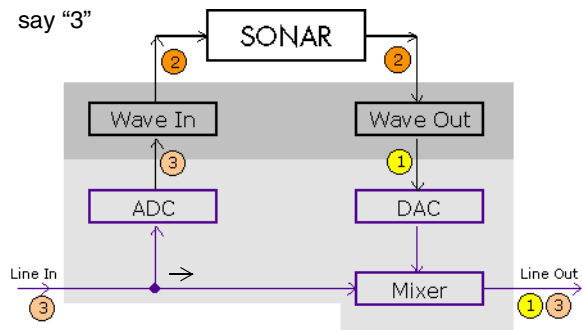 say “3”
SONAR
2
2
Wave In
Wave Out
3
1
ADC
DAC
Line In
Line Out
3
Mixer
1 3